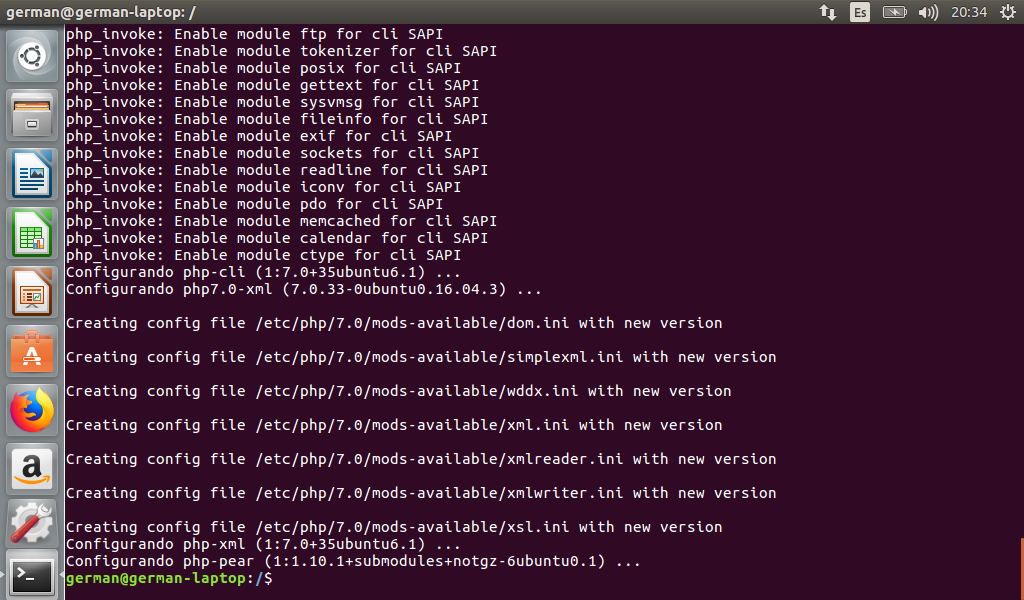 german@german-laptop: /
Es
20:34
php_invoke: Enable module ftp for cli SAPI
php_invoke: Enable module tokenizer for cli SAPI
php_invoke: Enable module posix for cli SAPI
php_invoke: Enable module gettext for cli SAPI
php_invoke: Enable module sysvmsg for cli SAPI
php_invoke: Enable module fileinfo for cli SAPI
php_invoke: Enable module exif for cli SAPI
php_invoke: Enable module sockets for cli SAPI
php_invoke: Enable module readline for cli SAPI
php_invoke: Enable module iconv for cli SAPI
php_invoke: Enable module pdo for cli SAPI
php_invoke: Enable module memcached for cli SAPI
php_invoke: Enable module calendar for cli SAPI
php_invoke: Enable module ctype for cli SAPI
Configurando php-cli (1:7.0+35ubuntu6.1) ...
Configurando php7.0-xml (7.0.33-0ubuntu0.16.04.3) ...
Creating config file /etc/php/7.0/mods-available/dom.ini with new version
Creating config file /etc/php/7.0/mods-available/simplexml.ini with new version
Creating config file /etc/php/7.0/mods-available/wddx.ini with new version
Creating config file /etc/php/7.0/mods-available/xml.ini with new version
Creating config file /etc/php/7.0/mods-available/xmlreader.ini with new version
Creating config file /etc/php/7.0/mods-available/xmlwriter.ini with new version
Creating config file /etc/php/7.0/mods-available/xsl.ini with new version
Configurando php-xml (1:7.0+35ubuntu6.1) ...
Configurando php-pear (1:1.10.1+submodules+notgz-6ubuntu0.1) ...
german@german-laptop:/$